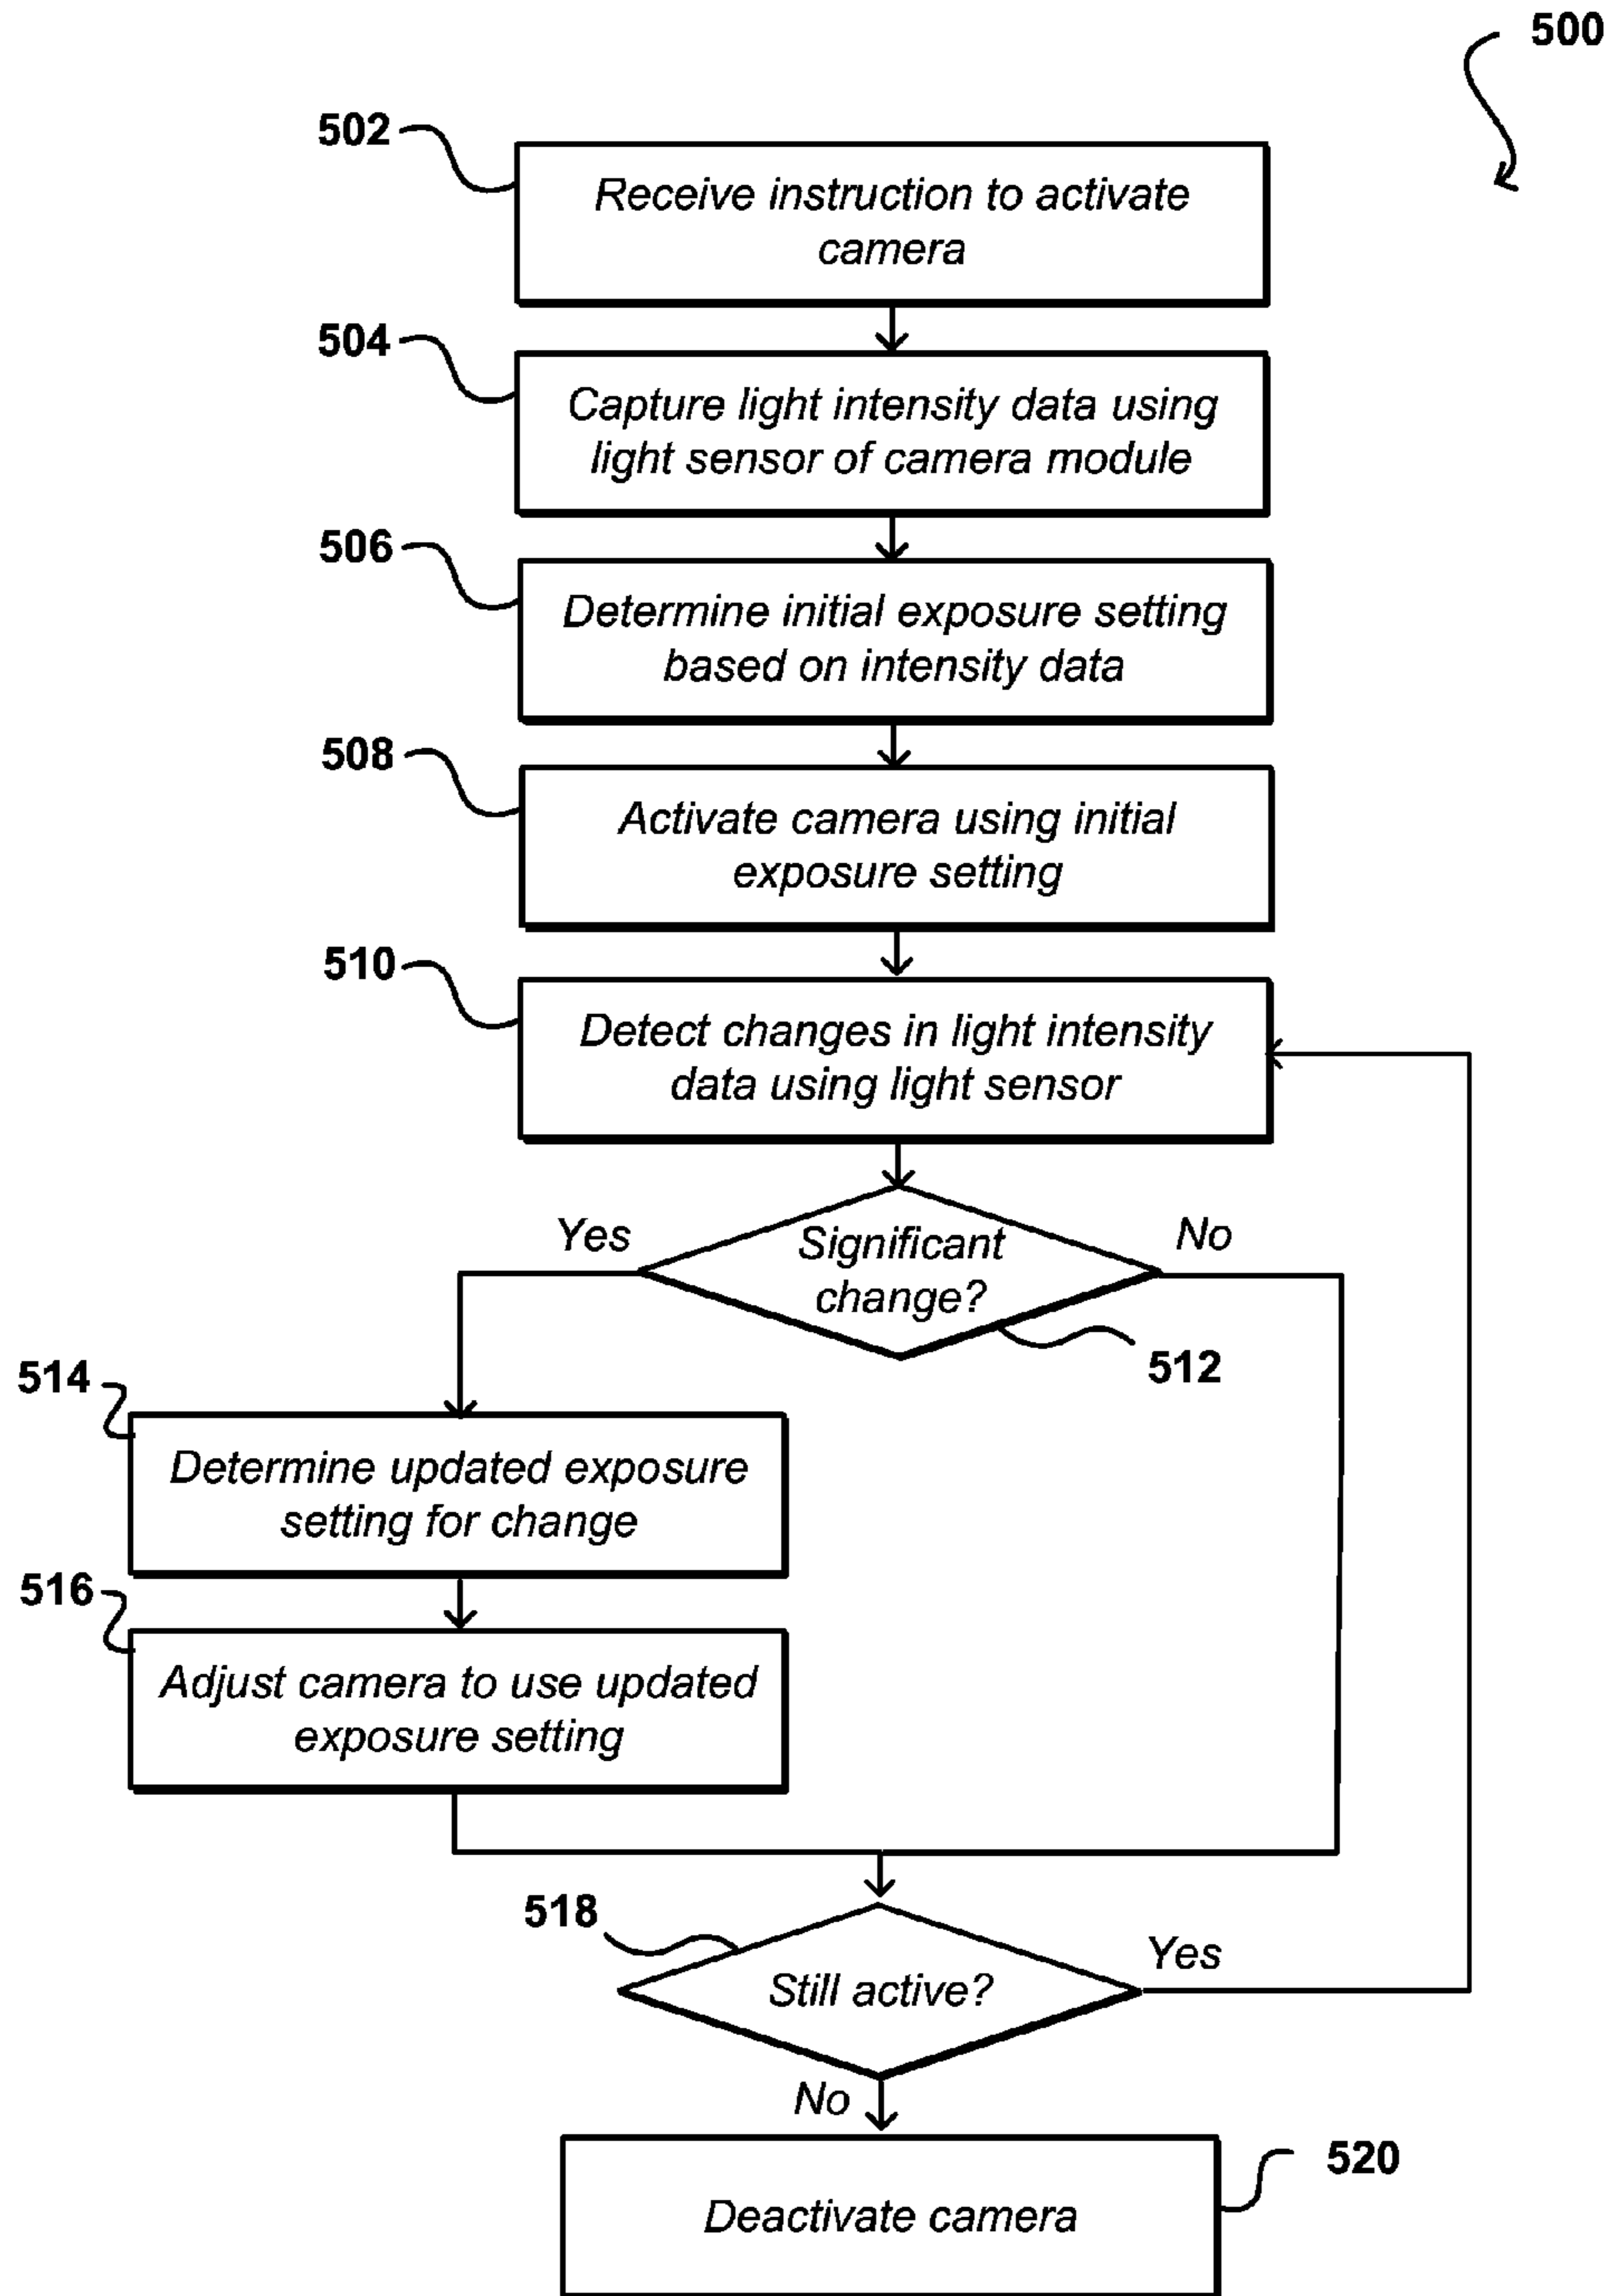 500
502
Receive instruction to activate
camera
504
Capture light intensity data using
light sensor of camera module
506
Determine initial exposure setting
based on intensity data
508
Activate camera using initial
exposure setting
510
Detect changes in light intensity
data using light sensor
Yes
Significant
change?
No
512
514
Determine updated exposure
setting for change
516
Adjust camera to use updated
exposure setting
518
Still active?
Yes
No
520
Deactivate camera